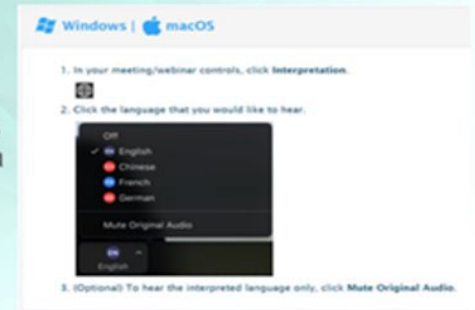 Windows | macOS
1. In your meeting/webinar controls, click Interpretation.
2. Click the language that you would like to hear.
Off
✓ EN English
Chinese
French
German
Mute Original Audio
EN
English
3. (Optional) To hear the interpreted language only, click Mute Original Audio.